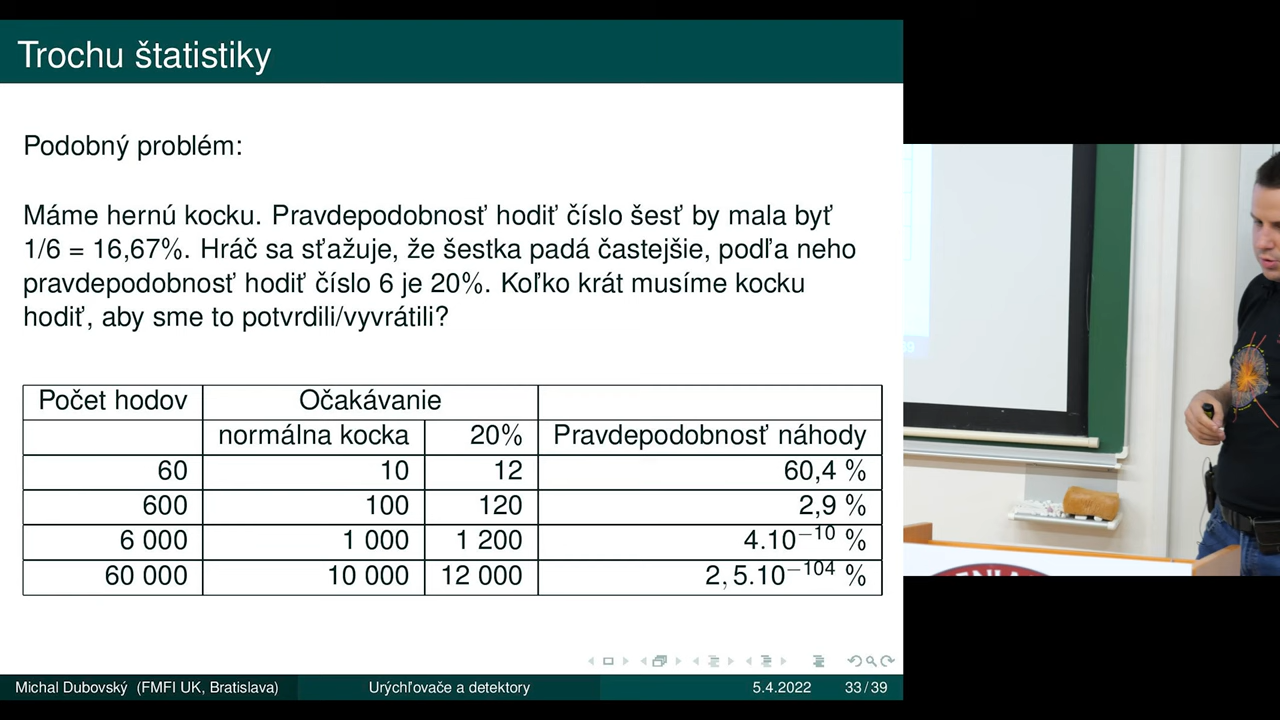 Trochu štatistiky
Podobný problém:
Máme hernú kocku. Pravdepodobnosť hodiť číslo šesť by mala byť
1/6 = 16,67%. Hráč sa sťažuje, že šestka padá častejšie, podľa neho
pravdepodobnosť hodiť číslo 6 je 20%. Koľko krát musíme kocku
hodiť, aby sme to potvrdili/vyvrátili?
Počet hodov Očakávanie
normálna kocka 20% Pravdepodobnosť náhody
60 10 12 60,4 %
600 100 120 2,9 %
6 000 1 000 1 200 4.10⁻¹⁰ %
60 000 10 000 12 000 2, 5.10⁻¹⁰⁴ %
Michal Dubovský (FMFI UK, Bratislava) Urýchľovače a detektory 5.4.2022 33 / 39